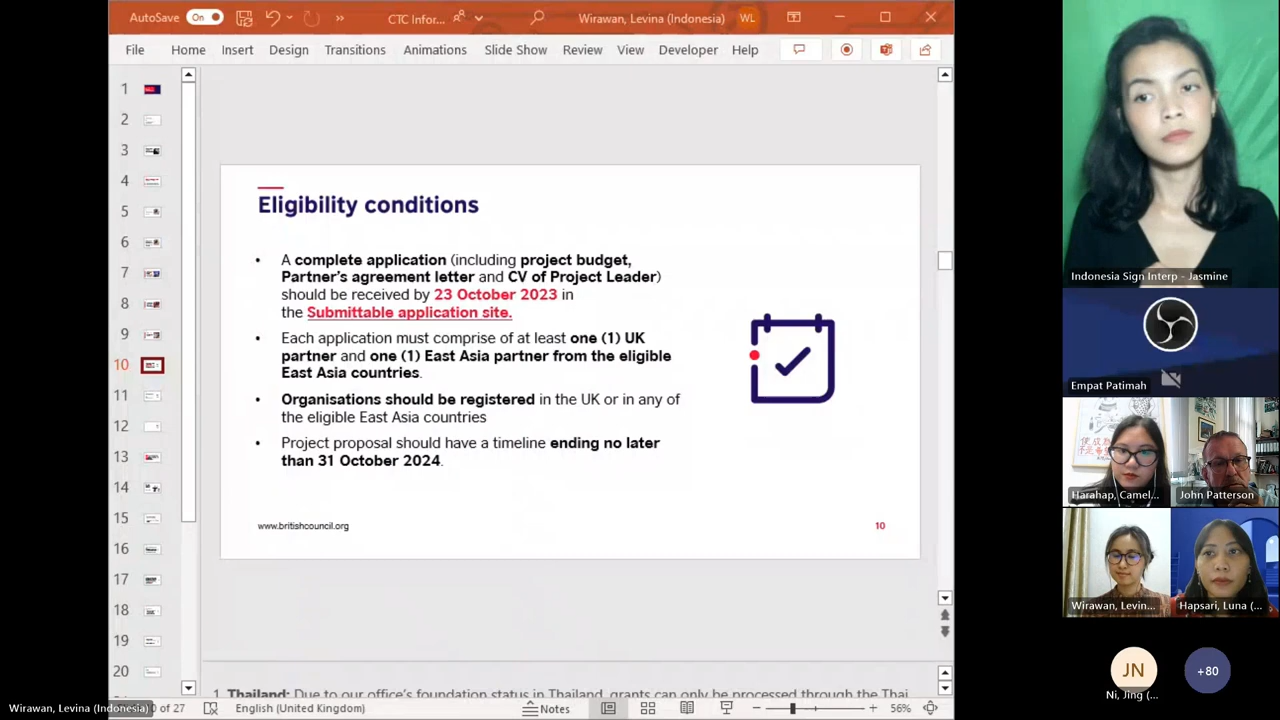 AutoSave On CTC Infor... Wirawan, Levina (Indonesia) WL
File Home Insert Design Transitions Animations Slide Show Review View Developer Help
1
2
3
4
5
6
7
8
9
10
11
12
13
14
15
16
17
18
19
20
Eligibility conditions
• A complete application (including project budget,
Partner's agreement letter and CV of Project Leader)
should be received by 23 October 2023 in
the Submittable application site.
• Each application must comprise of at least one (1) UK
partner and one (1) East Asia partner from the eligible
East Asia countries.
• Organisations should be registered in the UK or in any of
the eligible East Asia countries
• Project proposal should have a timeline ending no later
than 31 October 2024.
www.britishcouncil.org 10
1. Thailand: Due to our office's foundation status in Thailand, grants can only be processed through the Thai
Wirawan, Levina (Indonesia) 0 of 27 English (United Kingdom) Notes 56%
Indonesia Sign Interp - Jasmine
Empat Patimah
Harahap, Camel... John Patterson
Wirawan, Levin... Hapsari, Luna (...
JN +80
Ni, Jing (...